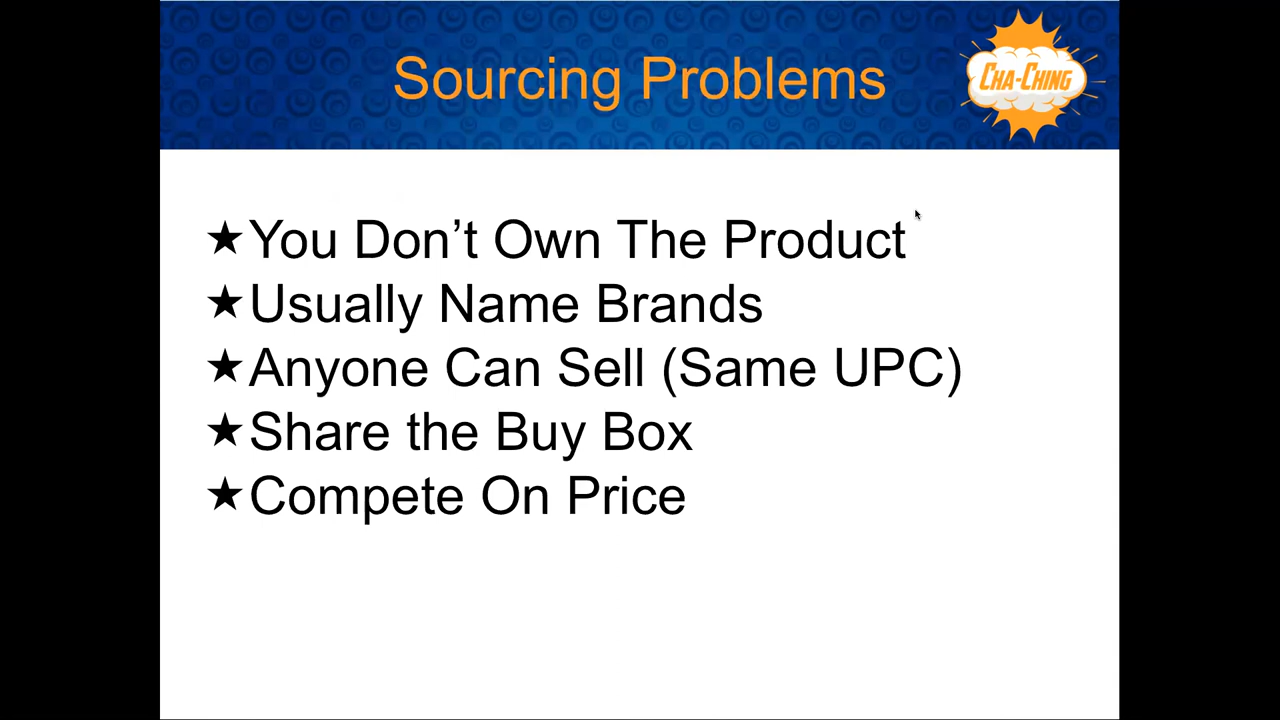 Sourcing Problems
CHA-CHING
★You Don’t Own The Product
★Usually Name Brands
★Anyone Can Sell (Same UPC)
★Share the Buy Box
★Compete On Price